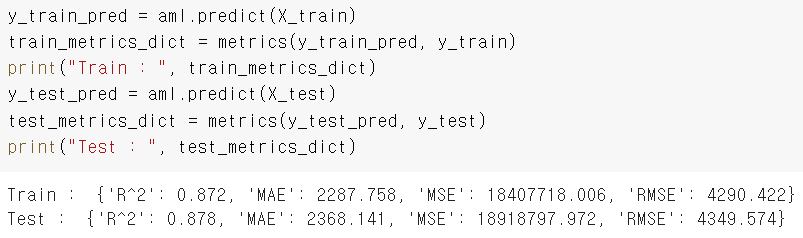 y_train_pred = aml.predict(X_train)
train_metrics_dict = metrics(y_train_pred, y_train)
print("Train : ", train_metrics_dict)
y_test_pred = aml.predict(X_test)
test_metrics_dict = metrics(y_test_pred, y_test)
print("Test : ", test_metrics_dict)
Train :  {'R^2': 0.872, 'MAE': 2287.758, 'MSE': 18407718.006, 'RMSE': 4290.422}
Test :  {'R^2': 0.878, 'MAE': 2368.141, 'MSE': 18918797.972, 'RMSE': 4349.574}